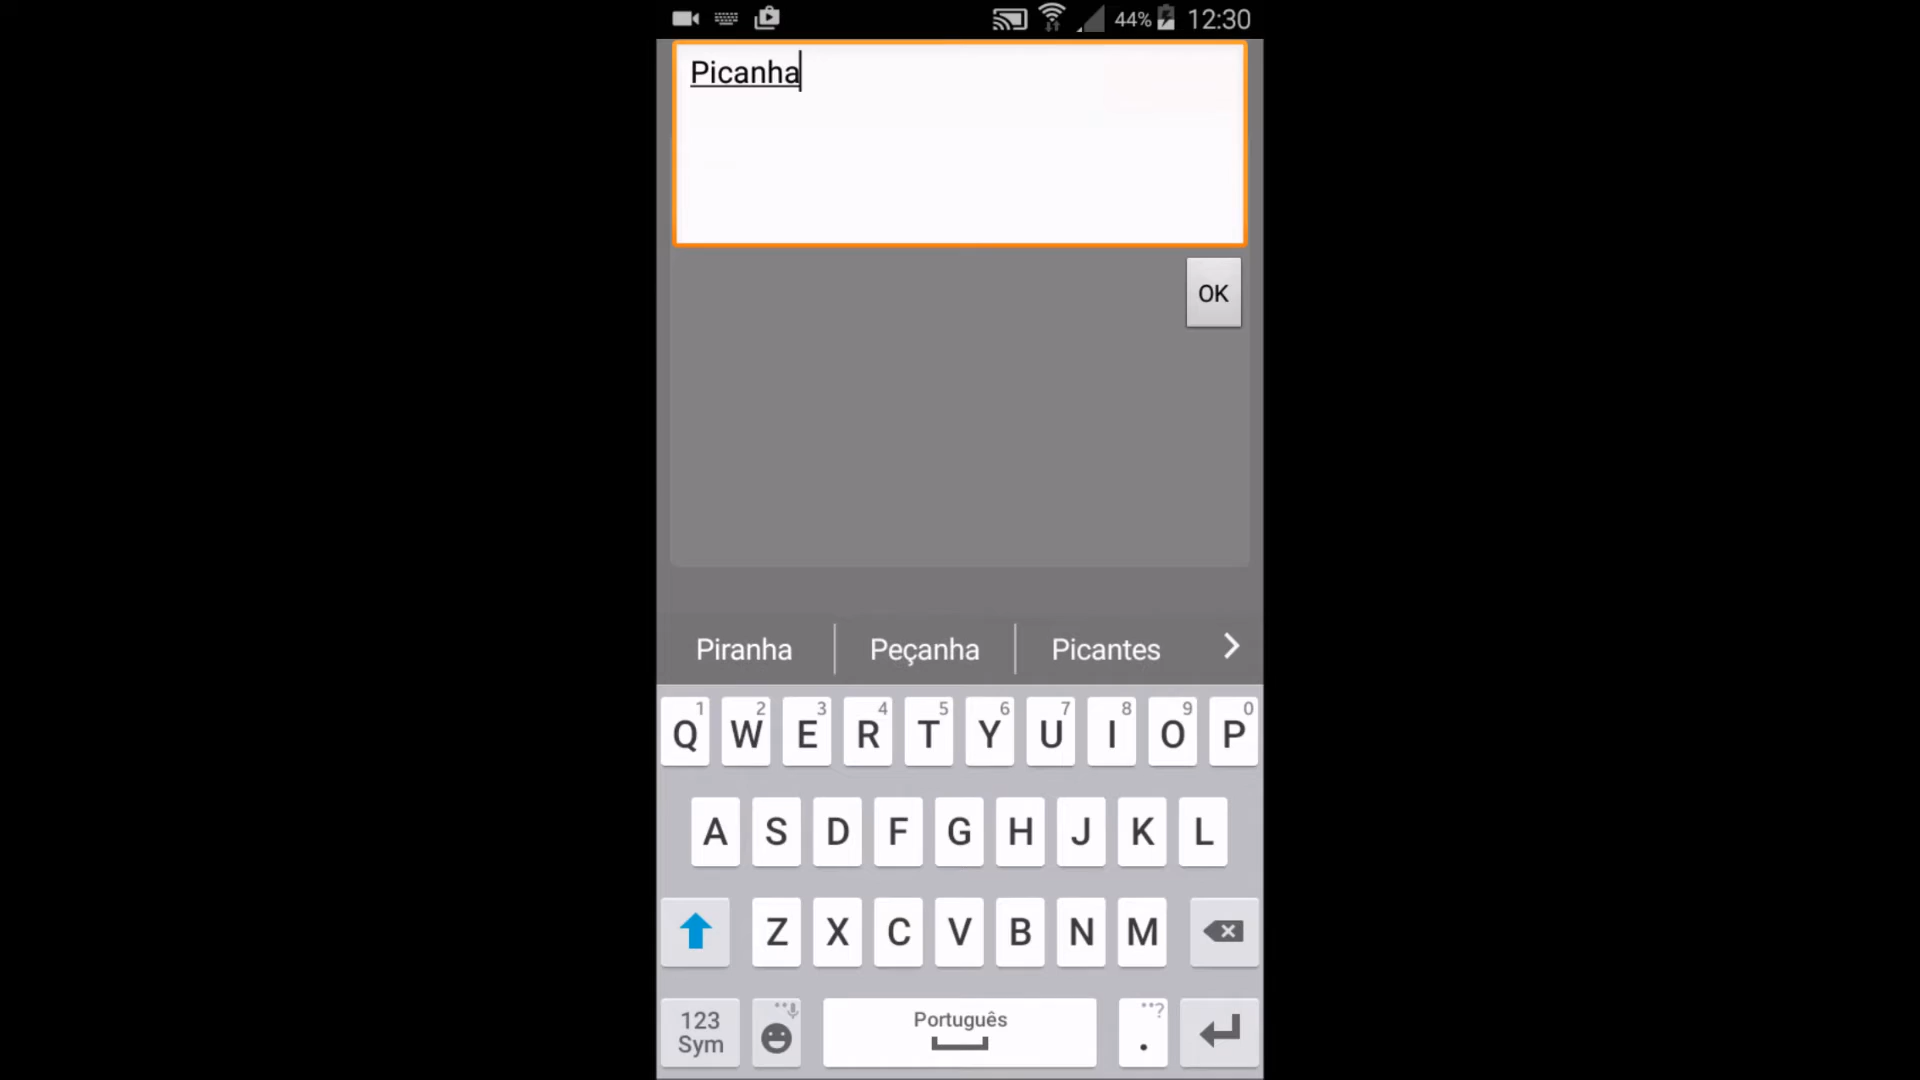 44% 12:30
Picanha
OK
Piranha Peçanha Picantes
1 2 3 4 5 6 7 8 9 0
Q W E R T Y U I O P
A S D F G H J K L
Z X C V B N M
123 Sym Português . ?